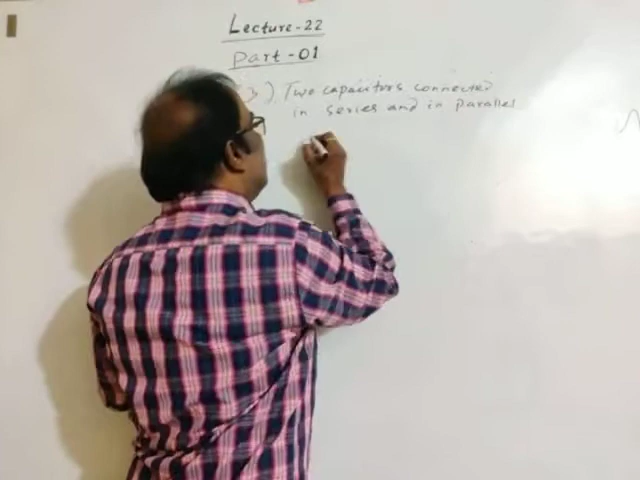 Lecture-22
Part-01
3) Two capacitors connected
in series and in parallel